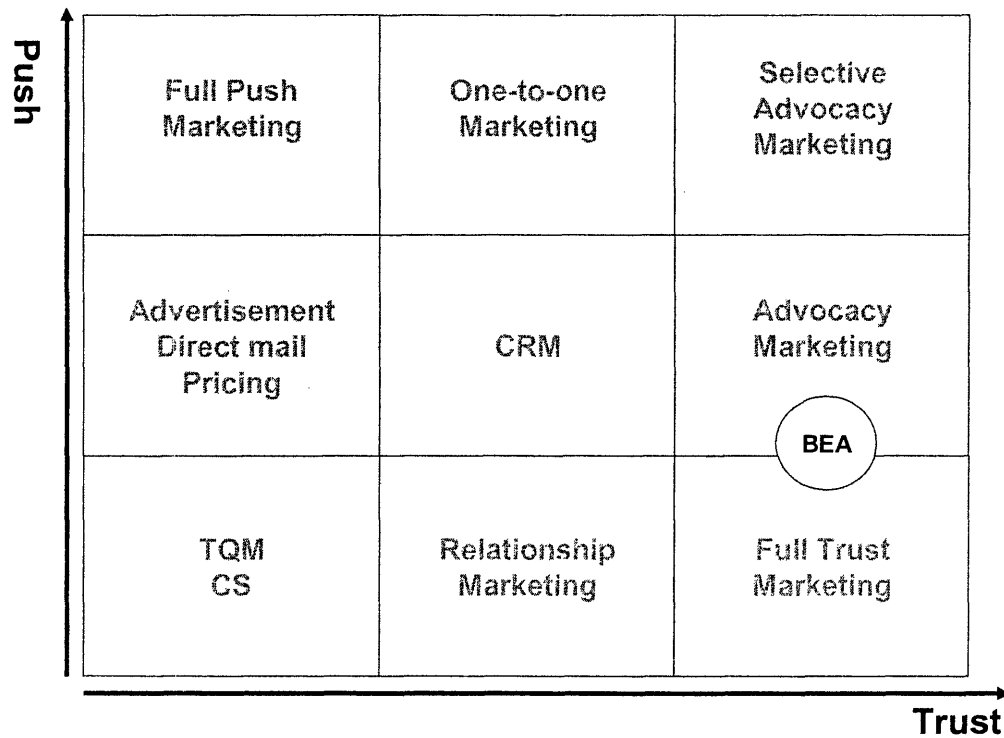 Push
Full Push
Marketing
One-to-one
Marketing
Selective
Advocacy
Marketing
Advertisement
Direct mail
Pricing
CRM
Advocacy
Marketing
BEA
TQM
CS
Relationship
Marketing
Full Trust
Marketing
Trust